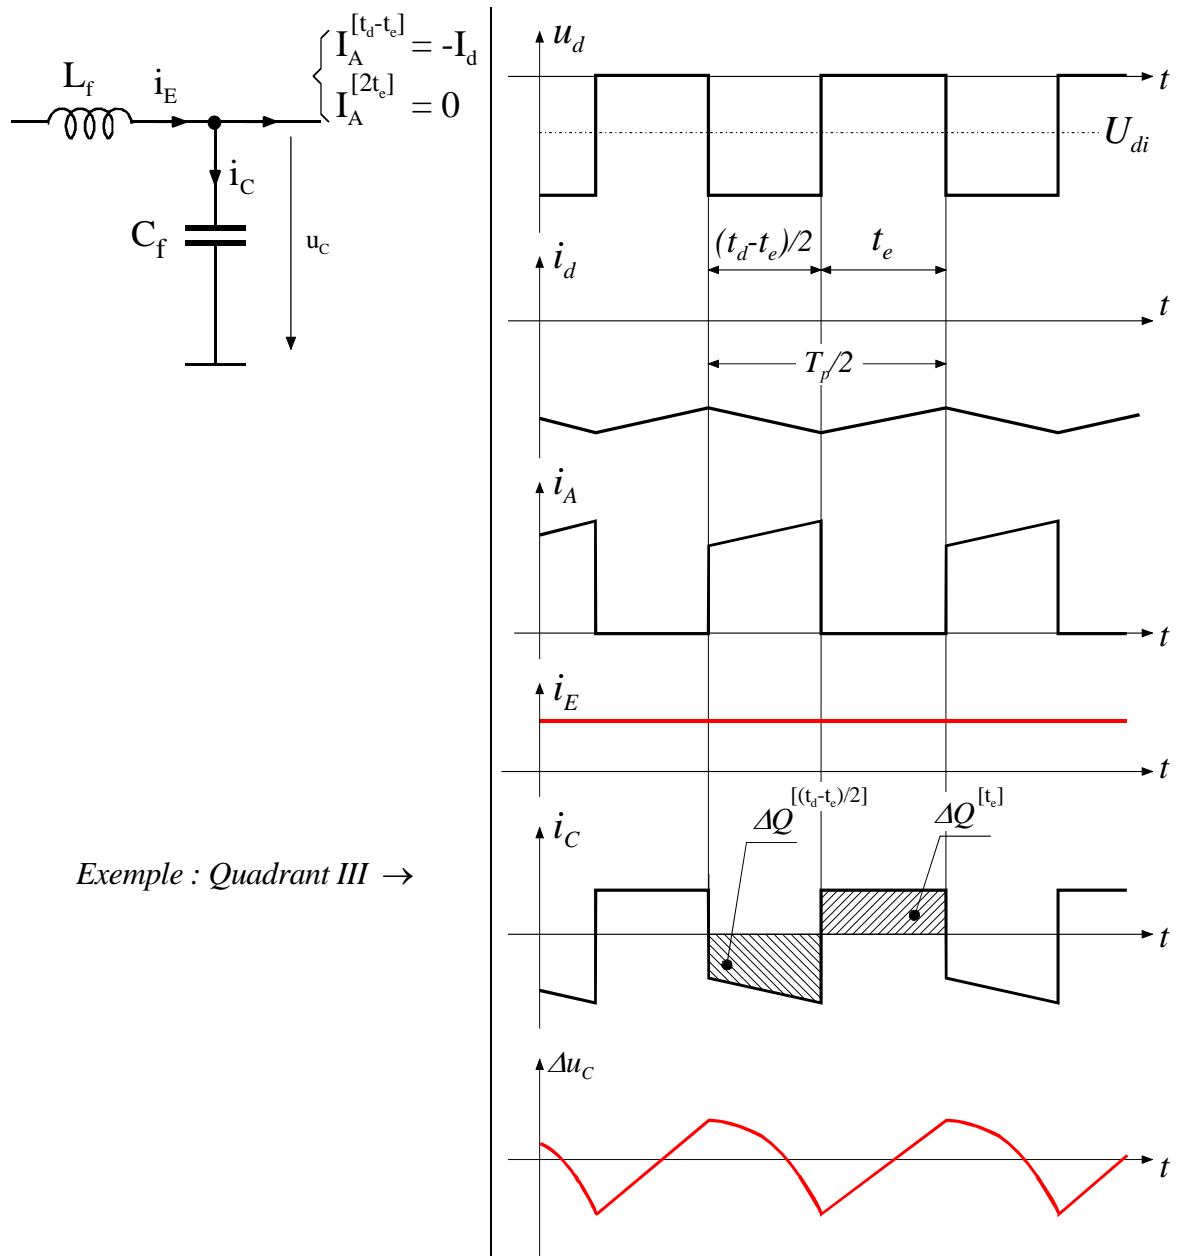 L_f
i_E
I_A^[t_d-t_e] = -I_d
I_A^[2t_e] = 0
i_C
C_f
u_C
u_d
t
U_di
(t_d-t_e)/2
t_e
i_d
t
T_p/2
i_A
t
i_E
t
ΔQ^[(t_d-t_e)/2]
ΔQ^[t_e]
i_C
Exemple : Quadrant III →
t
Δu_C
t